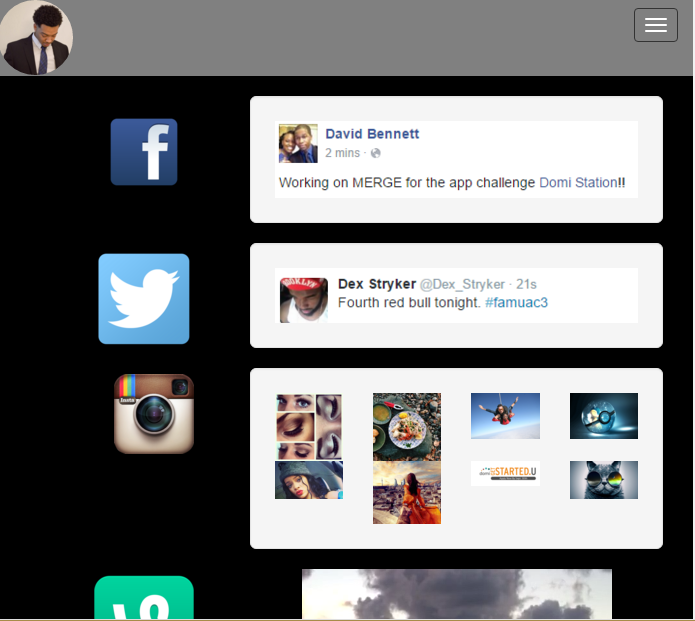 f
David Bennett
2 mins ·
Working on MERGE for the app challenge Domi Station!!
Dex Stryker @Dex_Stryker · 21s
Fourth red bull tonight. #famuac3
Insta
STARTED.U